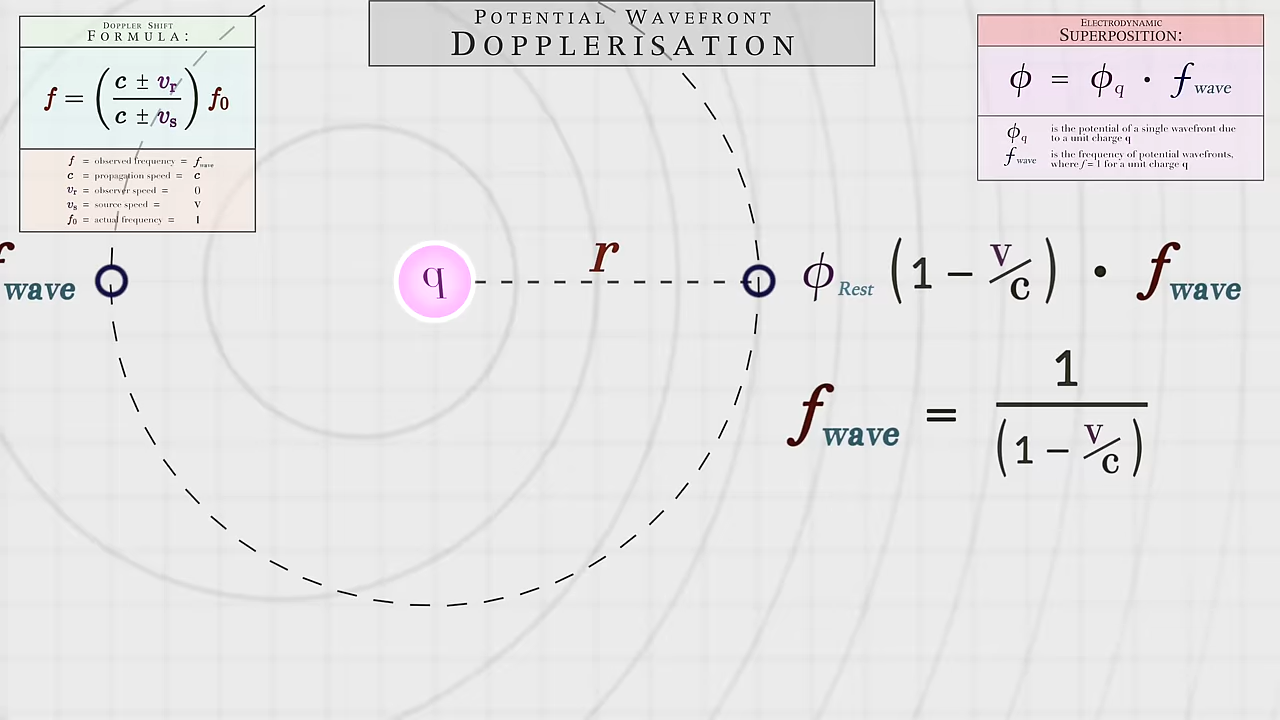 DOPPLER SHIFT
FORMULA:
f = ( c ± vr / c ± vs ) f0
f = observed frequency = fwave
c = propagation speed = c
vr = observer speed = 0
vs = source speed = v
f0 = actual frequency = 1
POTENTIAL WAVEFRONT
DOPPLERISATION
ELECTRODYNAMIC
SUPERPOSITION:
ϕ = ϕq · fwave
ϕq is the potential of a single wavefront due
to a unit charge q
fwave is the frequency of potential wavefronts,
where f = 1 for a unit charge q
fwave
q
r
ϕRest (1 − v/c) · fwave
fwave = 1 / (1 − v/c)